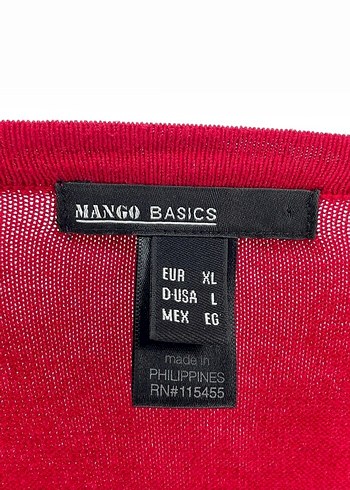 MANGO BASICS
EUR XL
D-USA L
MEX EG
made in
PHILIPPINES
RN#115455